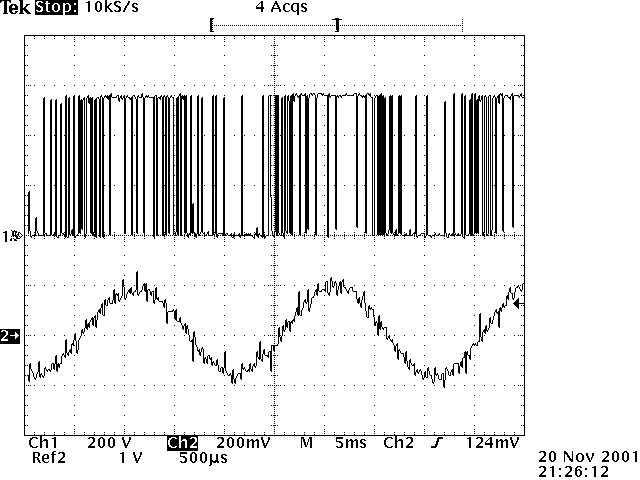 Tek Stop: 10kS/s 4 Acqs
2→
Ch1 200 V Ch2 200mV M 5ms Ch2 ∫ 124mV
Ref2 1 V 500µs
20 Nov 2001
21:26:12